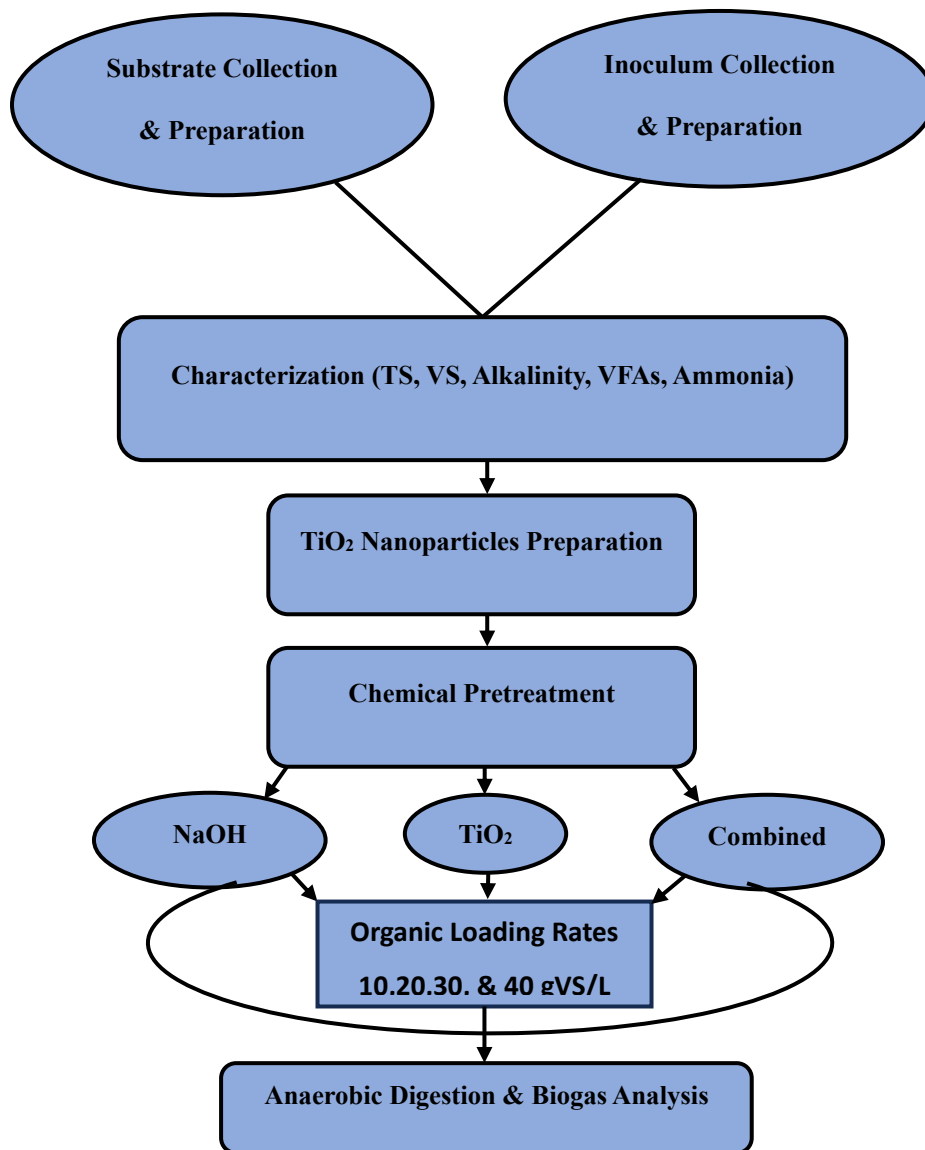 Substrate Collection
& Preparation
Inoculum Collection
& Preparation
Characterization (TS, VS, Alkalinity, VFAs, Ammonia)
TiO₂ Nanoparticles Preparation
Chemical Pretreatment
NaOH
TiO₂
Combined
Organic Loading Rates
10,20,30, & 40 gVS/L
Anaerobic Digestion & Biogas Analysis